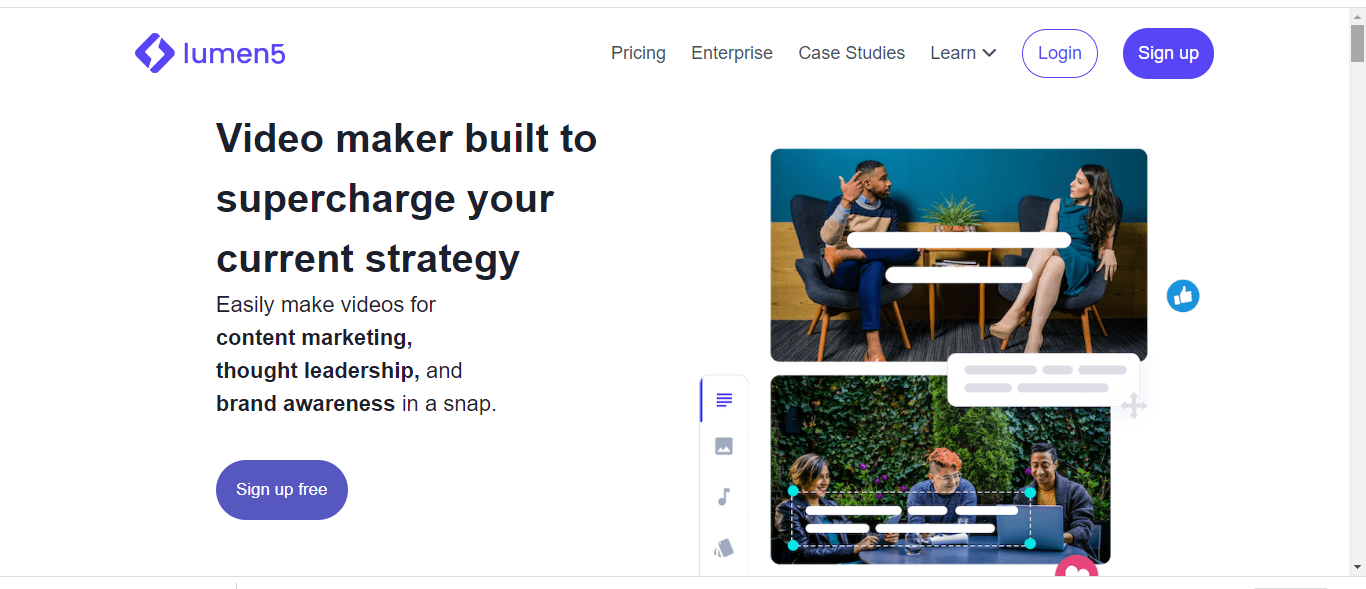 lumen5
Pricing Enterprise Case Studies Learn Login Sign up
Video maker built to
supercharge your
current strategy
Easily make videos for
content marketing,
thought leadership, and
brand awareness in a snap.
Sign up free